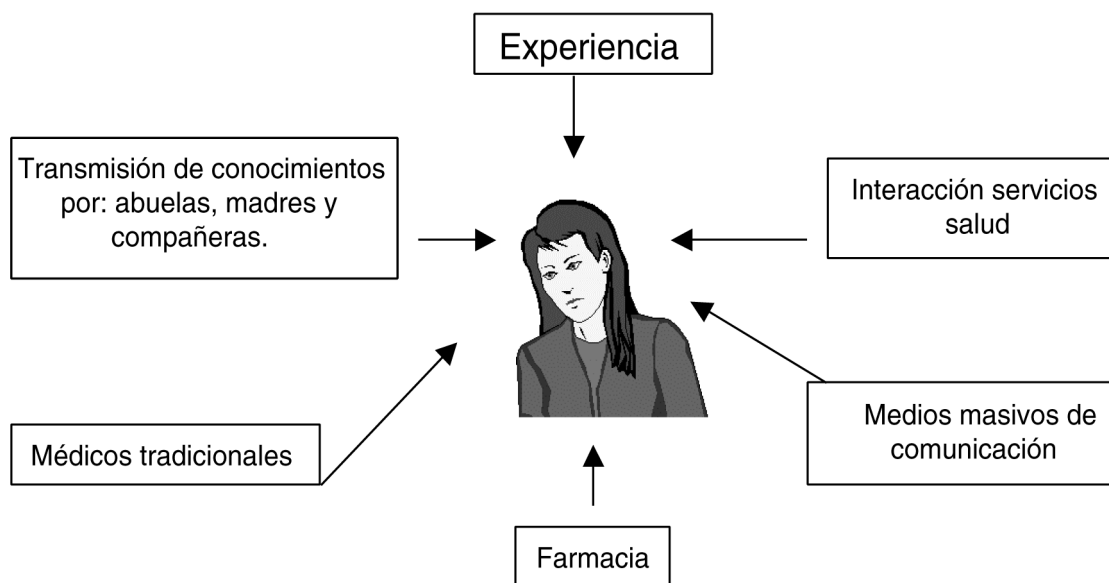 Experiencia
Transmisión de conocimientos
por: abuelas, madres y
compañeras.
Interacción servicios
salud
Médicos tradicionales
Medios masivos de
comunicación
Farmacia